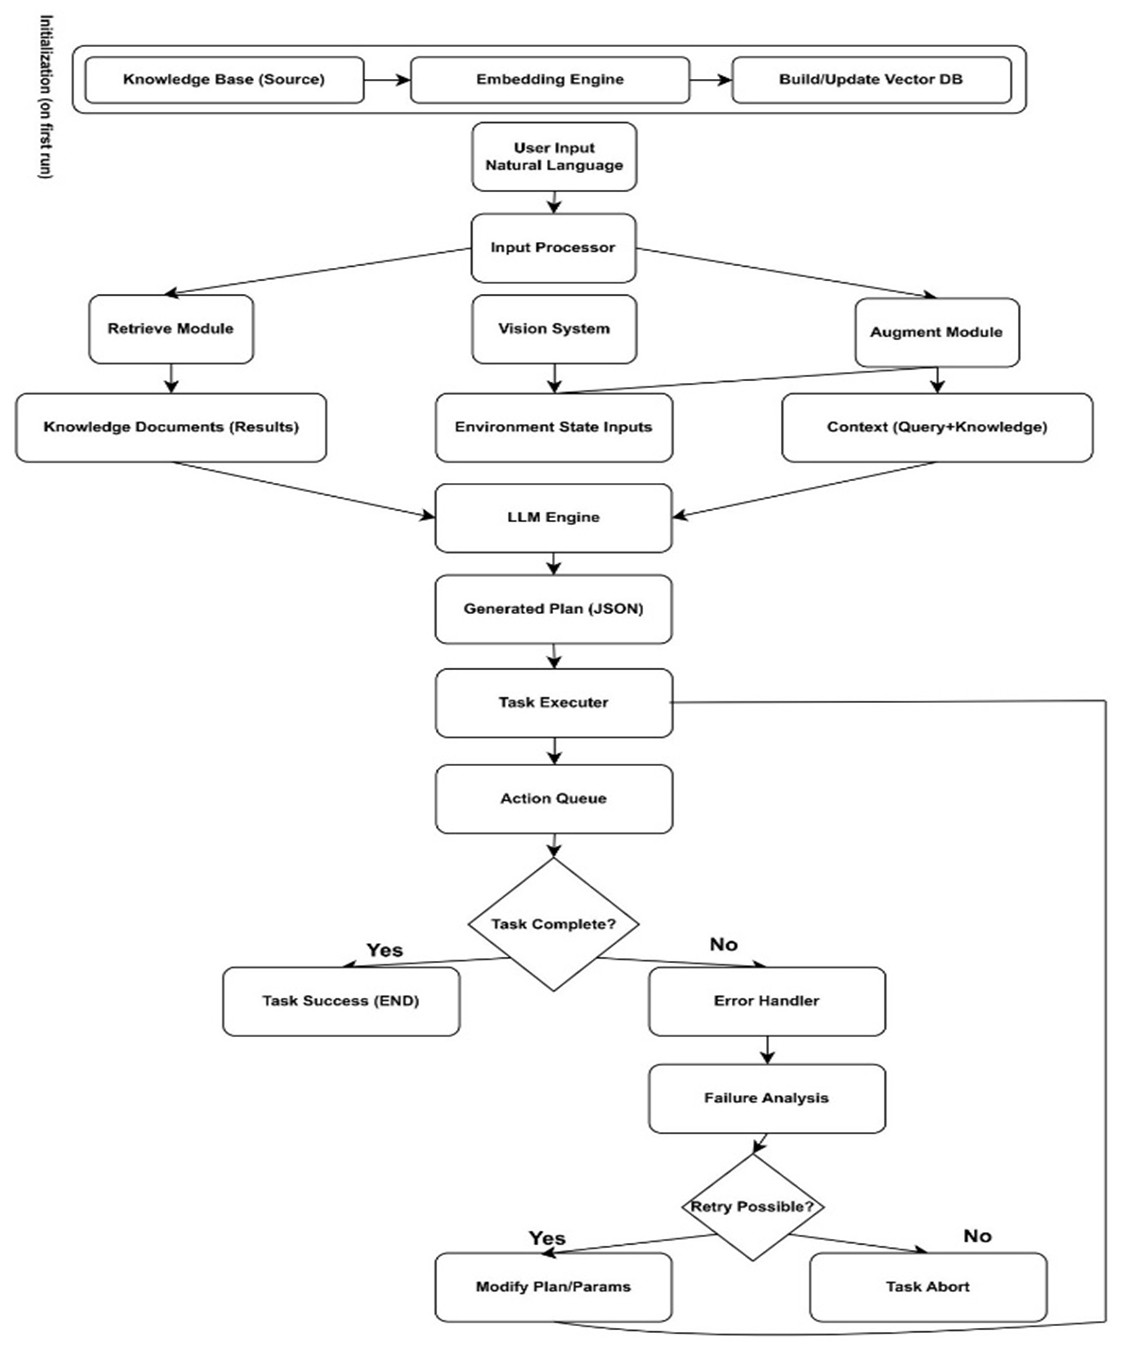 Initialization (on first run)
Knowledge Base (Source)
Embedding Engine
Build/Update Vector DB
User Input
Natural Language
Input Processor
Retrieve Module
Vision System
Augment Module
Knowledge Documents (Results)
Environment State Inputs
Context (Query+Knowledge)
LLM Engine
Generated Plan (JSON)
Task Executer
Action Queue
Task Complete?
Yes
No
Task Success (END)
Error Handler
Failure Analysis
Retry Possible?
Yes
No
Modify Plan/Params
Task Abort